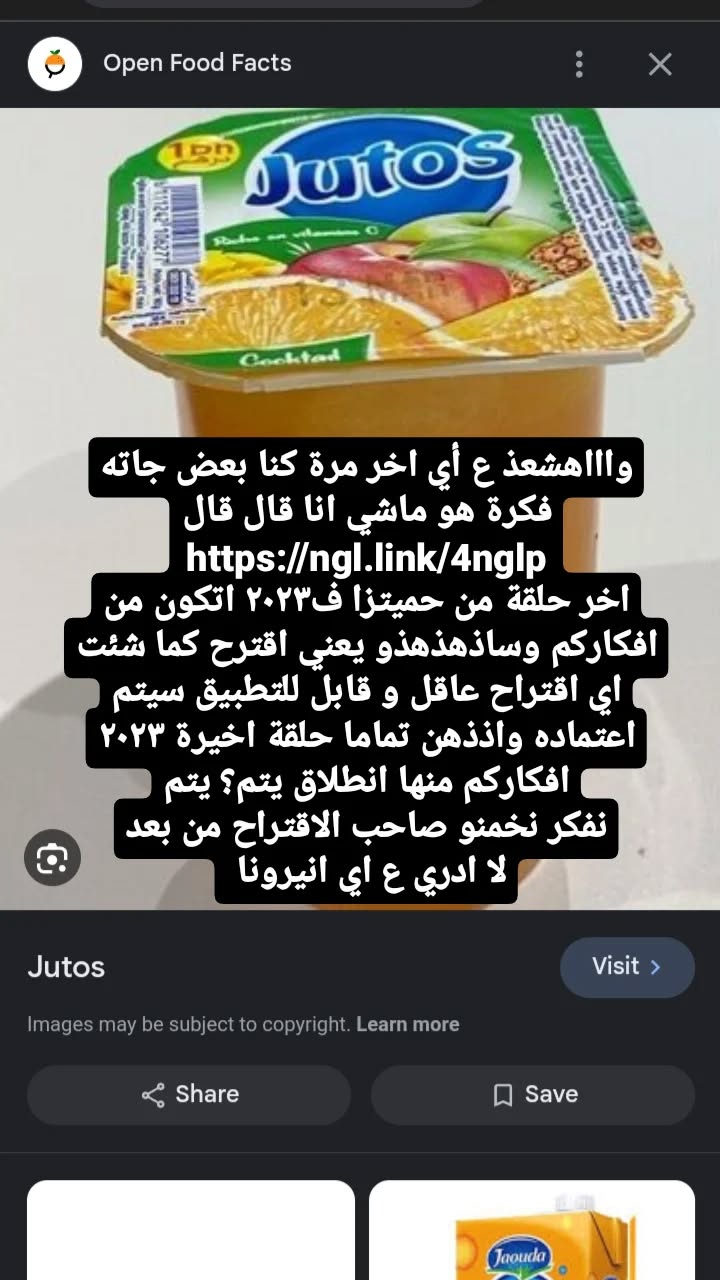 Open Food Facts
1DH
درهم
Jutos
Riche en vitamine C
6 111242 106277
Cocktail
واااهشعذ ع أي اخر مرة كنا بعض جاته
فكرة هو ماشي انا قال قال
https://ngl.link/4nglp
اخر حلقة من حميتزا ف٢٠٢٣ اتكون من
افكاركم وساذهذهذو يعني اقترح كما شئت
اي اقتراح عاقل و قابل للتطبيق سيتم
اعتماده واذذهن تماما حلقة اخيرة ٢٠٢٣
افكاركم منها انطلاق يتم؟ يتم
نفكر نخمنو صاحب الاقتراح من بعد
لا ادري ع اي انيرونا
Jutos
Visit
Images may be subject to copyright. Learn more
Share
Save
Jaouda